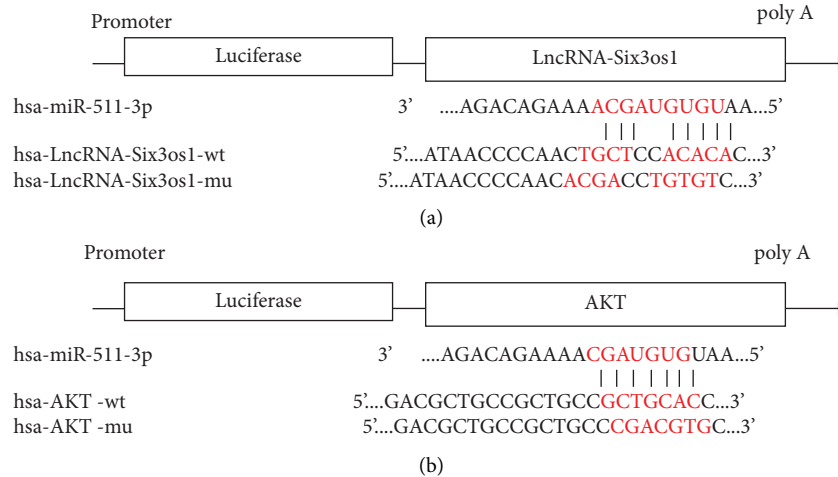 Promoter
poly A
Luciferase
LncRNA-Six3os1
hsa-miR-511-3p 3’ ....AGACAGAAAACGAUGUGUAA...5’
hsa-LncRNA-Six3os1-wt 5’....ATAACCCCAACTGCTCCACACAC...3’
hsa-LncRNA-Six3os1-mu 5’....ATAACCCCAACACGACCTGTGTC...3’
(a)
Promoter
poly A
Luciferase
AKT
hsa-miR-511-3p 3’ ....AGACAGAAAACGAUGUGUAA...5’
hsa-AKT -wt 5’....GACGCTGCCGCTGCCGCTGCACC...3’
hsa-AKT -mu 5’....GACGCTGCCGCTGCCCGACGTGC...3’
(b)